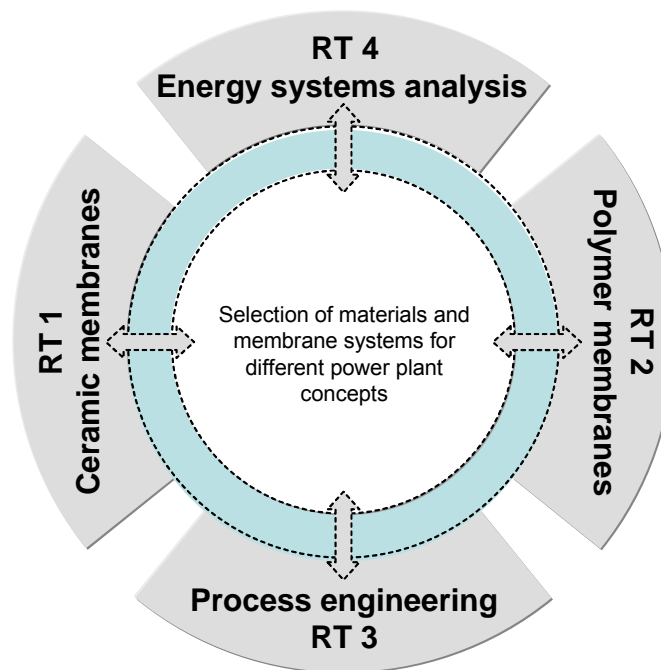 RT 4
Energy systems analysis
RT 1
Ceramic membranes
Selection of materials and
membrane systems for
different power plant
concepts
Polymer membranes
RT 2
Process engineering
RT 3